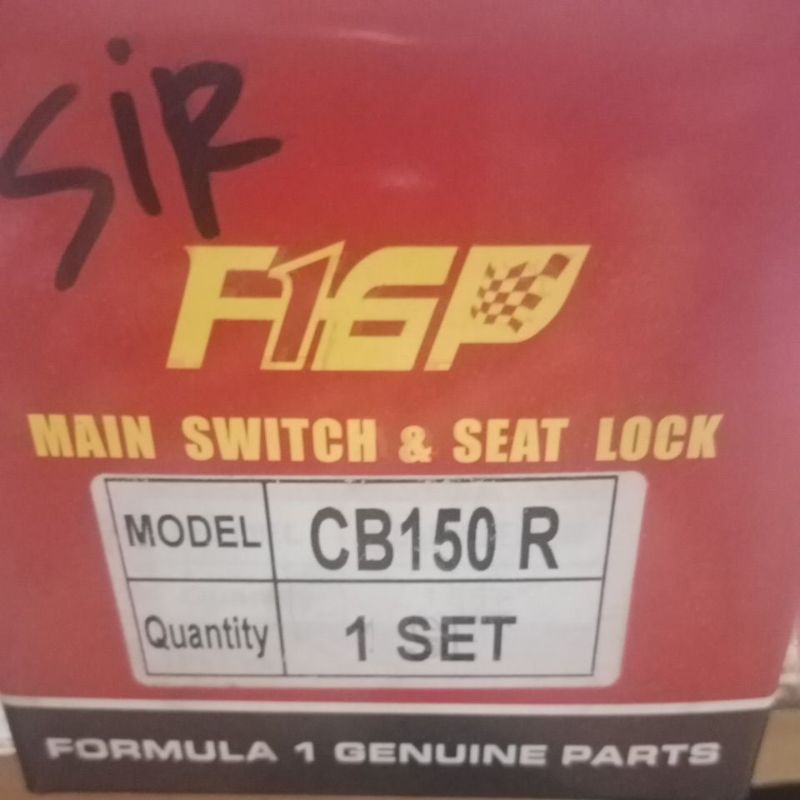 SiR
F1GP
MAIN SWITCH & SEAT LOCK
MODEL CB150 R
Quantity 1 SET
FORMULA 1 GENUINE PARTS